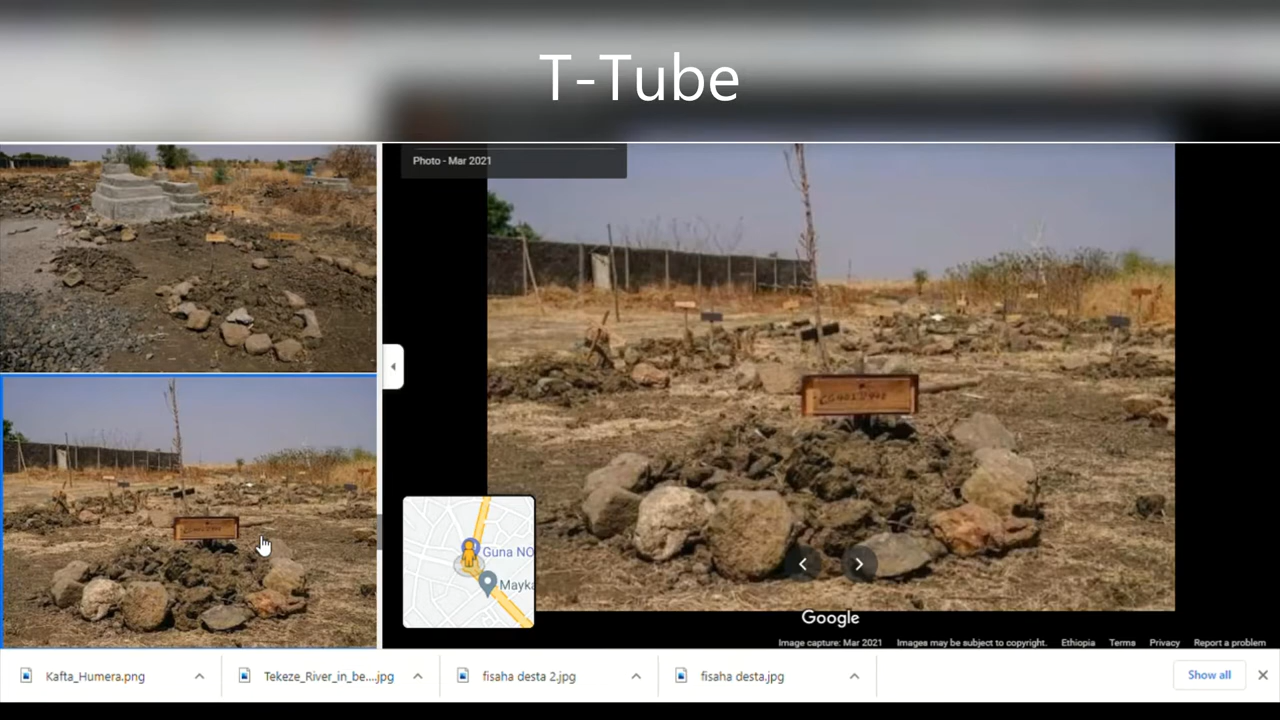 T-Tube
Photo - Mar 2021
Guna NO
Mayka
Google
Image capture: Mar 2021 Images may be subject to copyright. Ethiopia Terms Privacy Report a problem
Kafta_Humera.png
Tekeze_River_in_be....jpg
fisaha desta 2.jpg
fisaha desta.jpg
Show all